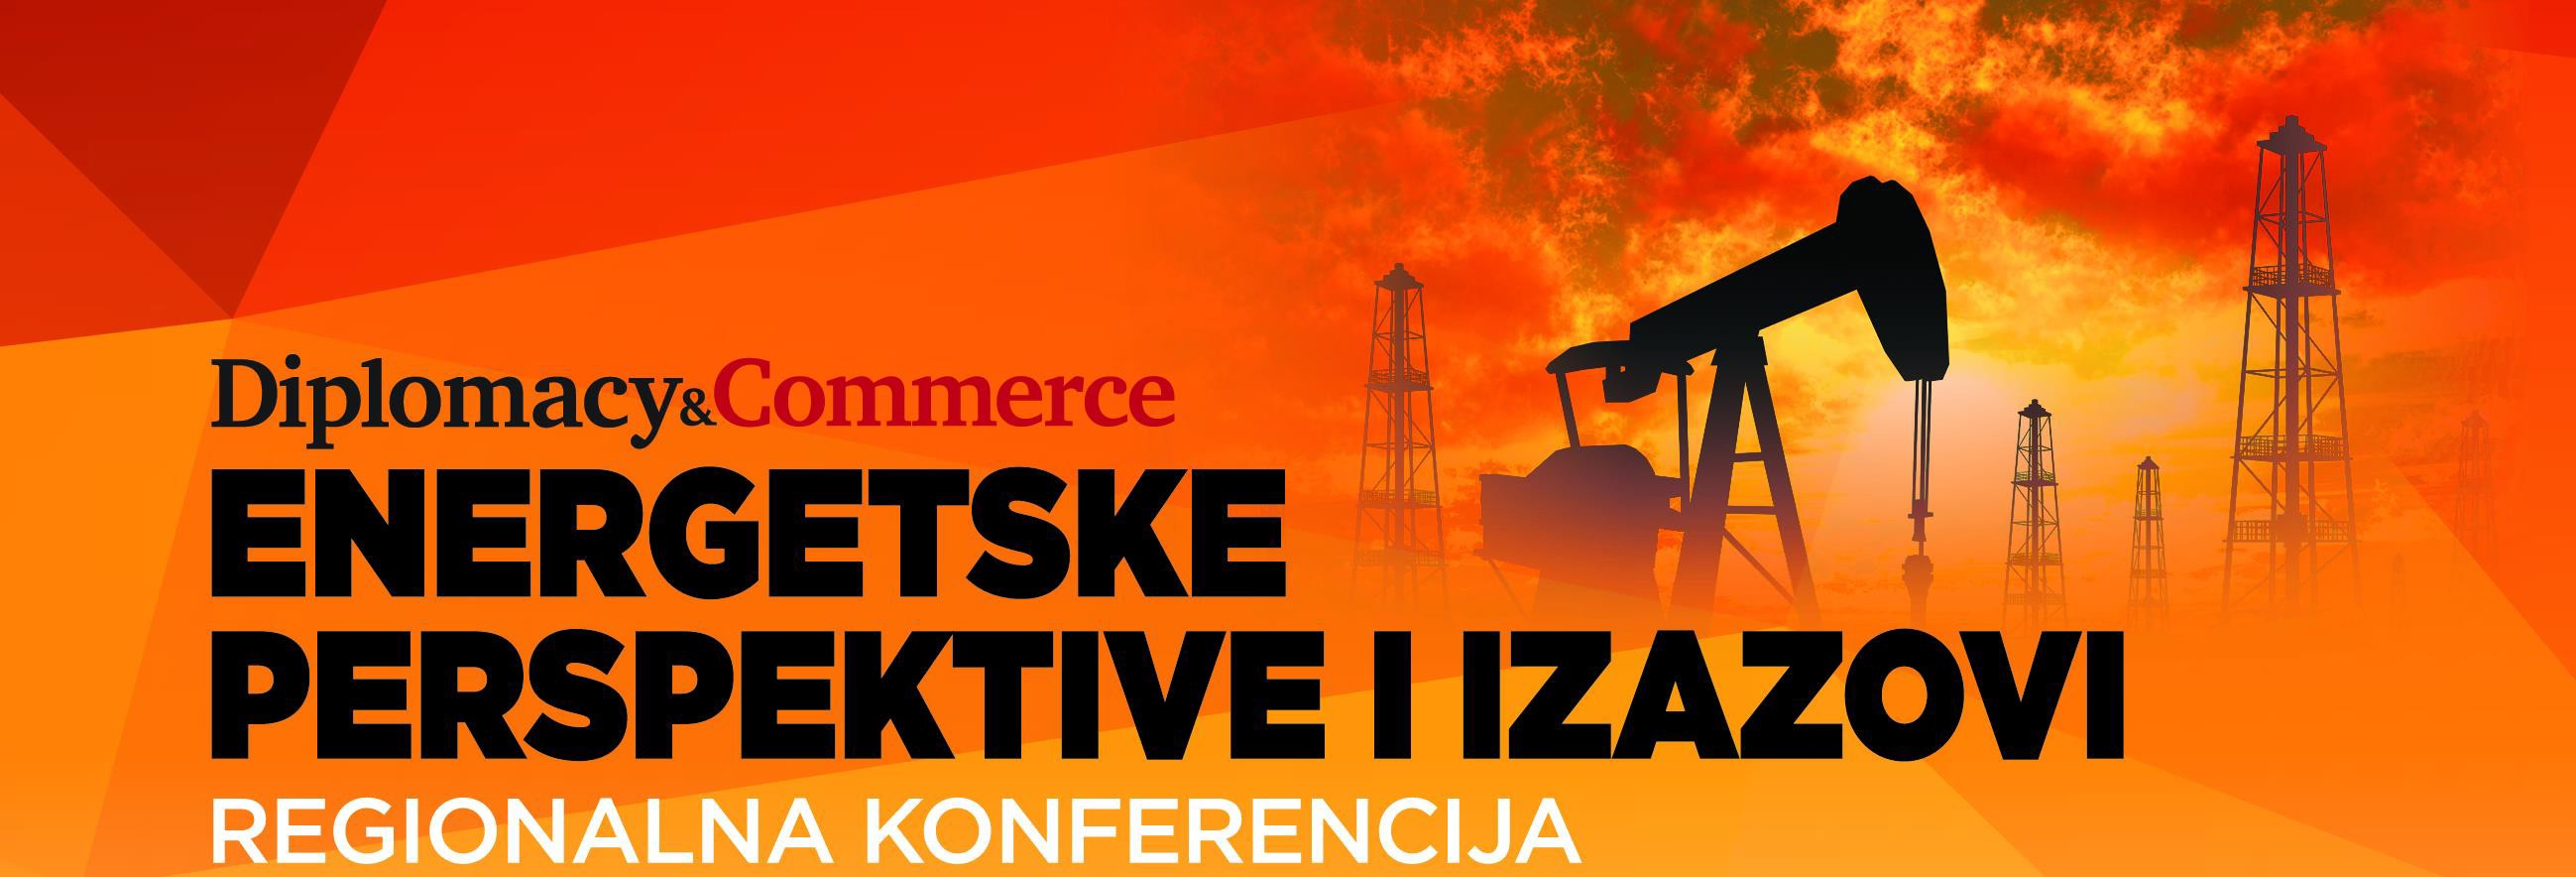 Diplomacy&Commerce
ENERGETSKE
PERSPEKTIVE I IZAZOVI
REGIONALNA KONFERENCIJA